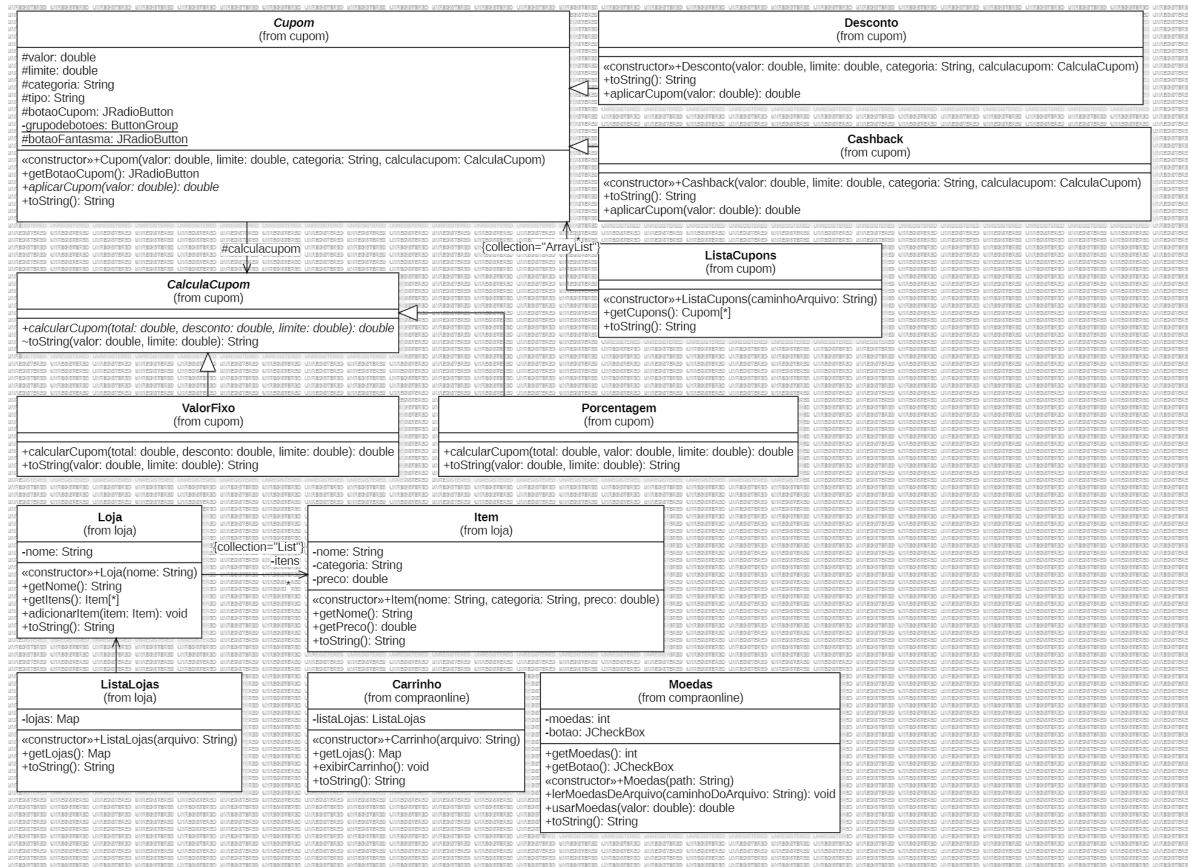 Cupom
(from cupom)
#valor: double
#limite: double
#categoria: String
#tipo: String
#botaoCupom: JRadioButton
-grupodebotoes: ButtonGroup
#botaoFantasma: JRadioButton
«constructor»+Cupom(valor: double, limite: double, categoria: String, calculacupom: CalculaCupom)
+getBotaoCupom(): JRadioButton
+aplicarCupom(valor: double): double
+toString(): String
Desconto
(from cupom)
«constructor»+Desconto(valor: double, limite: double, categoria: String, calculacupom: CalculaCupom)
+toString(): String
+aplicarCupom(valor: double): double
Cashback
(from cupom)
«constructor»+Cashback(valor: double, limite: double, categoria: String, calculacupom: CalculaCupom)
+toString(): String
+aplicarCupom(valor: double): double
#calculacupom
*
{collection="ArrayList"}
ListaCupons
(from cupom)
«constructor»+ListaCupons(caminhoArquivo: String)
+getCupons(): Cupom[*]
+toString(): String
CalculaCupom
(from cupom)
+calcularCupom(total: double, desconto: double, limite: double): double
~toString(valor: double, limite: double): String
ValorFixo
(from cupom)
+calcularCupom(total: double, desconto: double, limite: double): double
+toString(valor: double, limite: double): String
Porcentagem
(from cupom)
+calcularCupom(total: double, valor: double, limite: double): double
+toString(valor: double, limite: double): String
Loja
(from loja)
-nome: String
«constructor»+Loja(nome: String)
+getNome(): String
+getItens(): Item[*]
+adicionarItem(item: Item): void
+toString(): String
{collection="List"}
-itens
*
Item
(from loja)
-nome: String
-categoria: String
-preco: double
«constructor»+Item(nome: String, categoria: String, preco: double)
+getNome(): String
+getPreco(): double
+toString(): String
ListaLojas
(from loja)
-lojas: Map
«constructor»+ListaLojas(arquivo: String)
+getLojas(): Map
+toString(): String
Carrinho
(from compraonline)
-listaLojas: ListaLojas
«constructor»+Carrinho(arquivo: String)
+getLojas(): Map
+exibirCarrinho(): void
+toString(): String
Moedas
(from compraonline)
-moedas: int
-botao: JCheckBox
+getMoedas(): int
+getBotao(): JCheckBox
«constructor»+Moedas(path: String)
+lerMoedasDeArquivo(caminhoDoArquivo: String): void
+usarMoedas(valor: double): double
+toString(): String